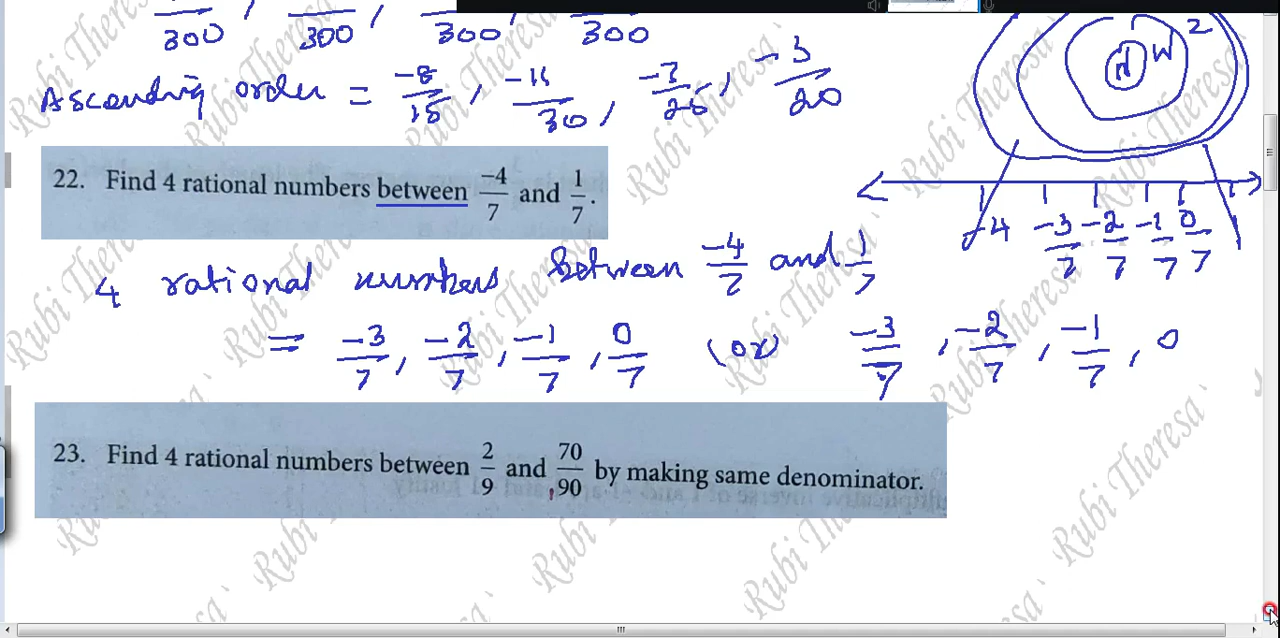 300 , 300 , 300 , 300
Ascending order = -8/15 , -11/30 , -3/20
N W Z
22. Find 4 rational numbers between -4/7 and 1/7.
-4 -3/7 -2/7 -1/7 0/7
4 rational numbers between -4/7 and 1/7
= -3/7 , -2/7 , -1/7 , 0/7 (or) -3/7 , -2/7 , -1/7 , 0
23. Find 4 rational numbers between 2/9 and 70/90 by making same denominator.
Rubi Theresa